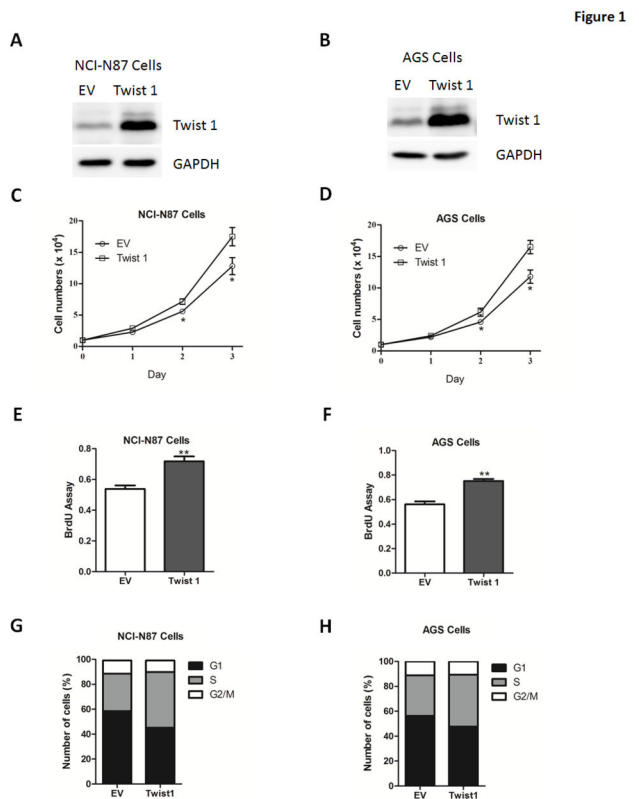 Figure 1
A
NCI-N87 Cells
EV Twist 1
Twist 1
GAPDH
B
AGS Cells
EV Twist 1
Twist 1
GAPDH
C
NCI-N87 Cells
20
15
10
5
0
Cell numbers (x 10⁴)
EV
Twist 1
*
*
0 1 2 3
Day
D
AGS Cells
20
15
10
5
0
Cell numbers (x 10⁴)
EV
Twist 1
*
*
0 1 2 3
Day
E
NCI-N87 Cells
0.8
0.6
0.4
0.2
0.0
BrdU Assay
**
EV Twist 1
F
AGS Cells
1.0
0.8
0.6
0.4
0.2
0.0
BrdU Assay
**
EV Twist 1
G
NCI-N87 Cells
100
80
60
40
20
0
Number of cells (%)
G1
S
G2/M
EV Twist1
H
AGS Cells
100
80
60
40
20
0
Number of cells (%)
G1
S
G2/M
EV Twist1